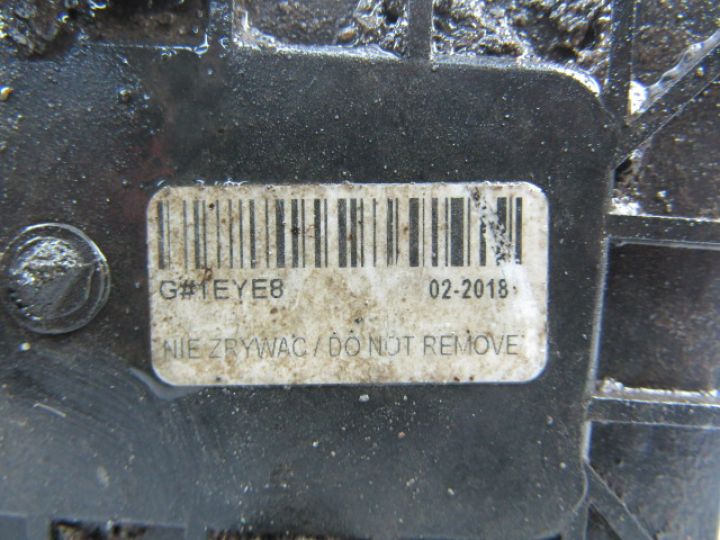 G#1EYE8 02-2018
NIE ZRYWAC / DO NOT REMOVE